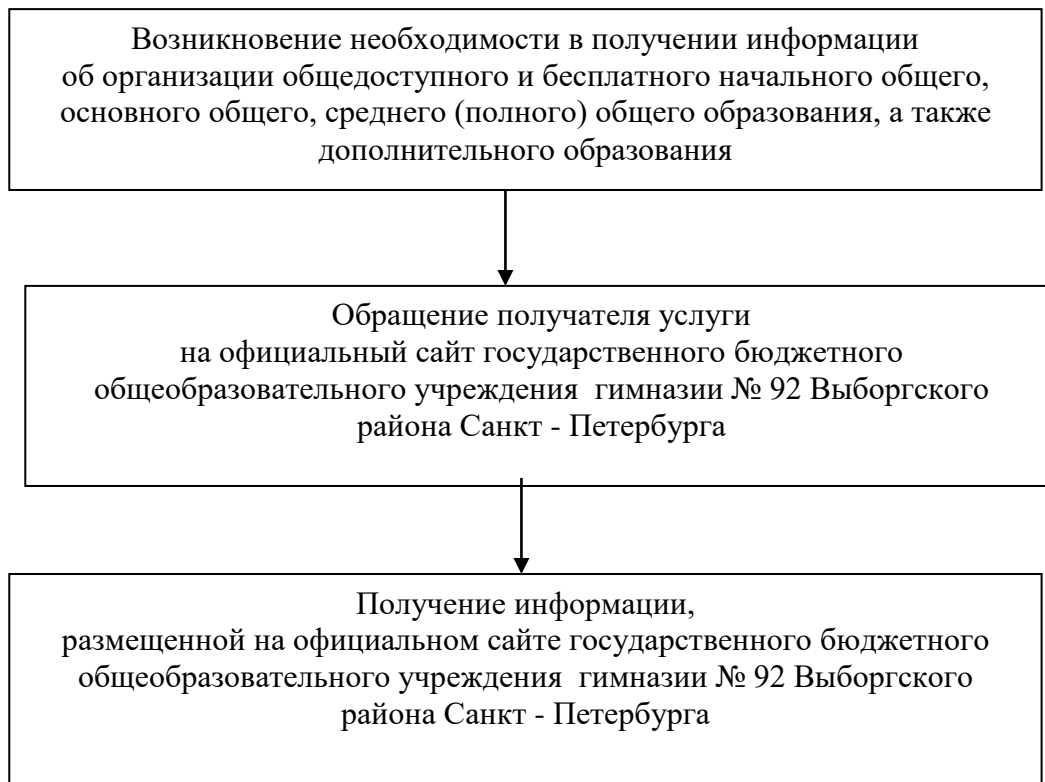 Возникновение необходимости в получении информации
об организации общедоступного и бесплатного начального общего,
основного общего, среднего (полного) общего образования, а также
дополнительного образования
Обращение получателя услуги
на официальный сайт государственного бюджетного
общеобразовательного учреждения  гимназии № 92 Выборгского
района Санкт - Петербурга
Получение информации,
размещенной на официальном сайте государственного бюджетного
общеобразовательного учреждения  гимназии № 92 Выборгского
района Санкт - Петербурга